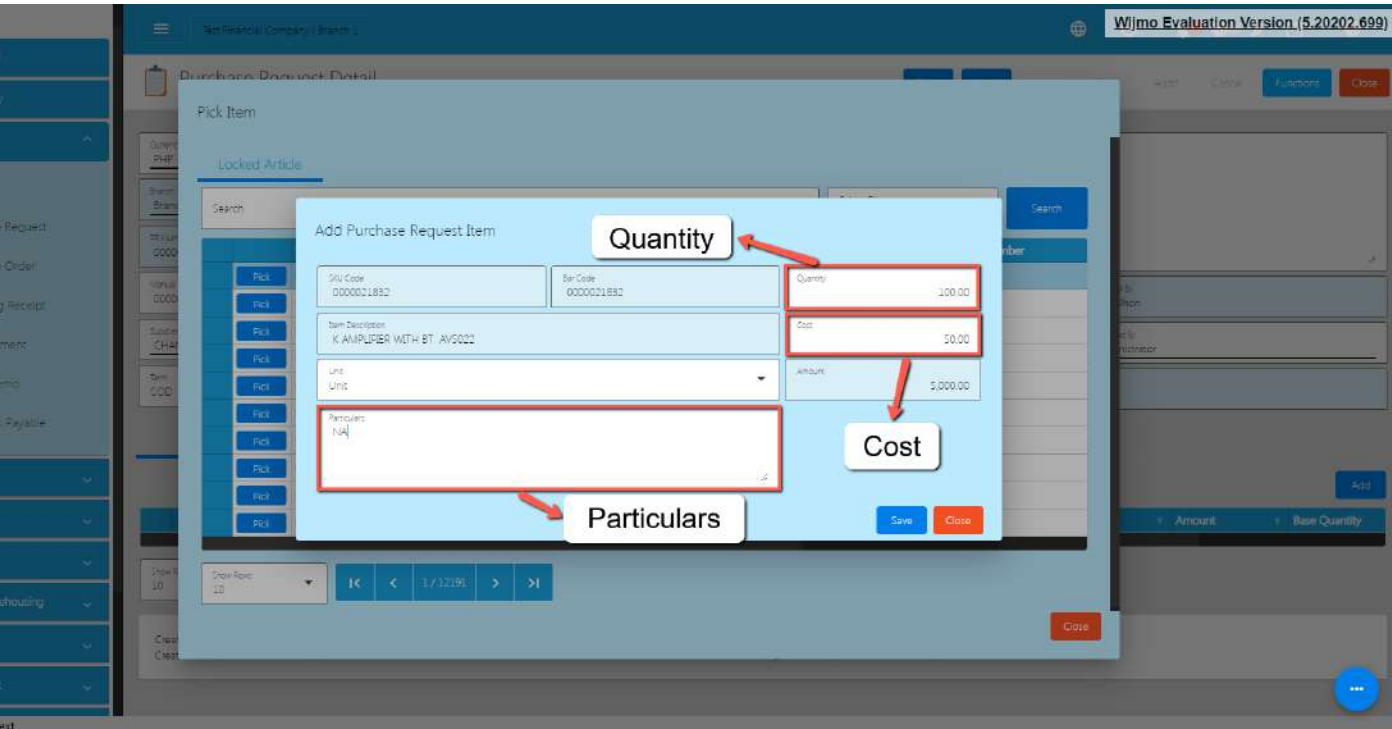 Wijmo Evaluation Version (5.20202.699)
Test Financial Company | Branch 1
Purchase Request Detail
Functions
Close
Pick Item
Locked Article
PHP
Search
Search
Request
Order
Receipt
Payable
COD
Add Purchase Request Item
Quantity
SKU Code
0000021832
Bar Code
0000021832
Quantity
100.00
Item Description
K AMPLIFIER WITH BT AVS022
Cost
50.00
Unit
Unit
Amount
5,000.00
Particulars
NA
Cost
Particulars
Save
Close
Pick
Pick
Pick
Pick
Pick
Pick
Pick
Pick
Pick
Pick
Add
Amount
Base Quantity
Show Rows
10
1 / 12191
Close